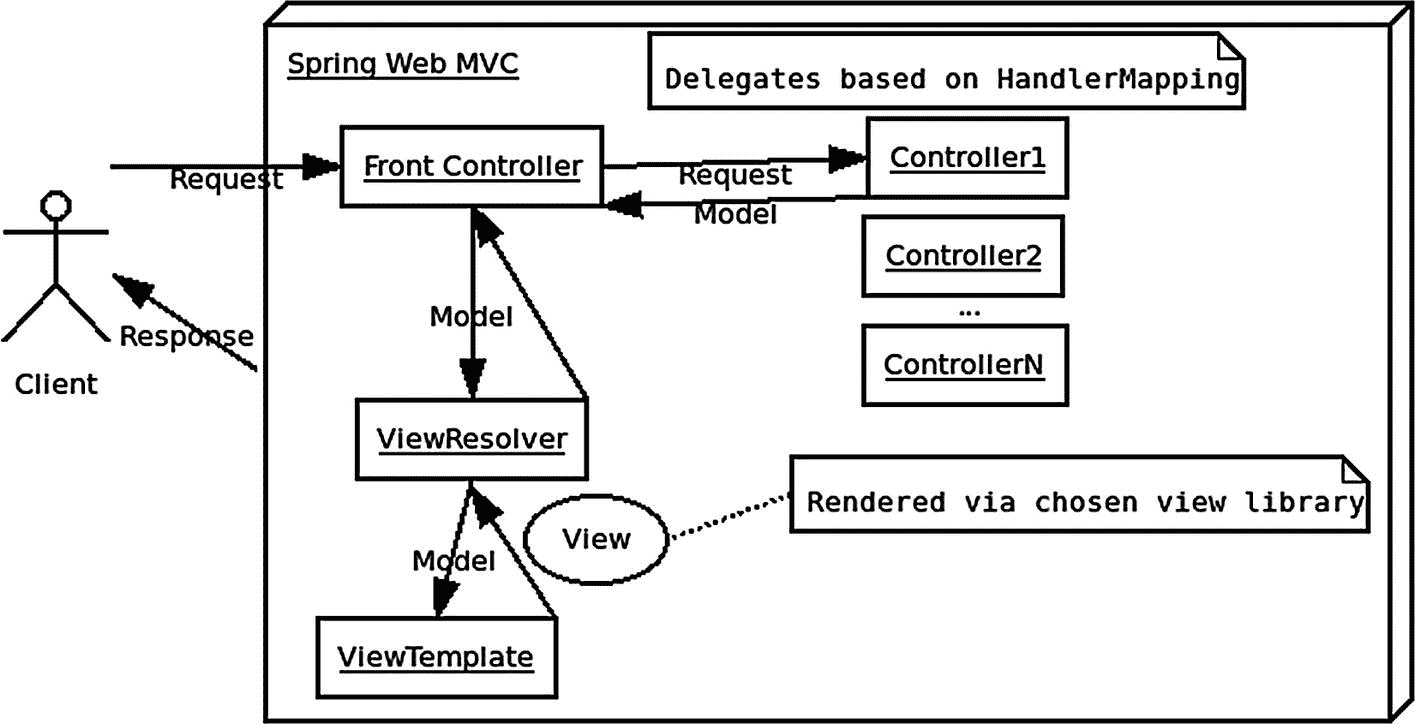 Spring Web MVC
Delegates based on HandlerMapping
Front Controller
Controller1
Request
Request
Model
Controller2
...
ControllerN
Model
Response
Client
ViewResolver
Rendered via chosen view library
View
Model
ViewTemplate